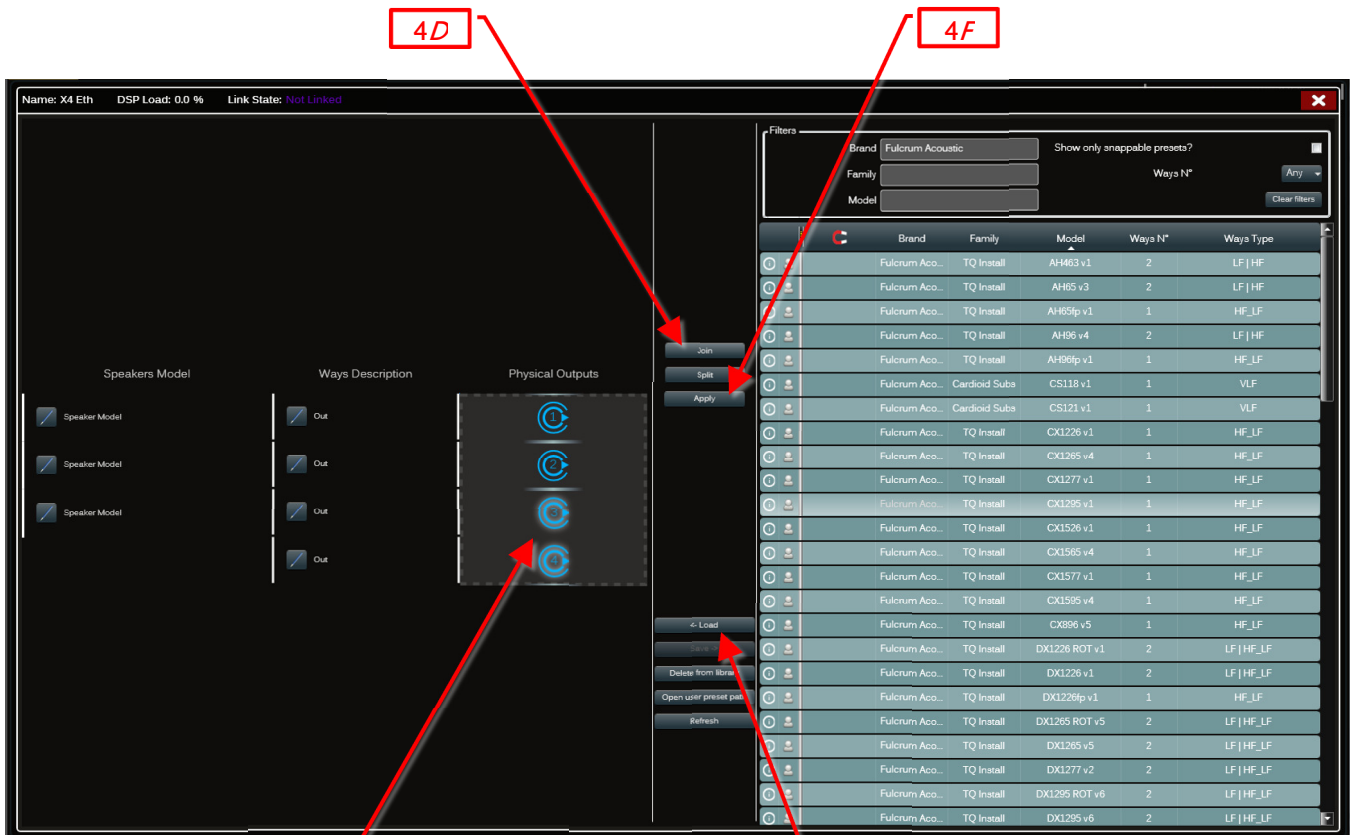 4D
4F
Name: X4 Eth DSP Load: 0.0 % Link State: Not Linked
Filters
Brand Fulcrum Acoustic Show only snappable presets?
Family Ways N° Any
Model Clear filters
Brand Family Model Ways N° Ways Type
Fulcrum Aco... TQ Install AH463 v1 2 LF | HF
Fulcrum Aco... TQ Install AH65 v3 2 LF | HF
Fulcrum Aco... TQ Install AH65fp v1 1 HF_LF
Fulcrum Aco... TQ Install AH96 v4 2 LF | HF
Fulcrum Aco... TQ Install AH96fp v1 1 HF_LF
Fulcrum Aco... Cardioid Subs CS118 v1 1 VLF
Fulcrum Aco... Cardioid Subs CS121 v1 1 VLF
Fulcrum Aco... TQ Install CX1226 v1 1 HF_LF
Fulcrum Aco... TQ Install CX1265 v4 1 HF_LF
Fulcrum Aco... TQ Install CX1277 v1 1 HF_LF
Fulcrum Aco... TQ Install CX1295 v1 1 HF_LF
Fulcrum Aco... TQ Install CX1526 v1 1 HF_LF
Fulcrum Aco... TQ Install CX1565 v4 1 HF_LF
Fulcrum Aco... TQ Install CX1577 v1 1 HF_LF
Fulcrum Aco... TQ Install CX1595 v4 1 HF_LF
Fulcrum Aco... TQ Install CX896 v5 1 HF_LF
Fulcrum Aco... TQ Install DX1226 ROT v1 2 LF | HF_LF
Fulcrum Aco... TQ Install DX1226 v1 2 LF | HF_LF
Fulcrum Aco... TQ Install DX1226fp v1 1 HF_LF
Fulcrum Aco... TQ Install DX1265 ROT v5 2 LF | HF_LF
Fulcrum Aco... TQ Install DX1265 v5 2 LF | HF_LF
Fulcrum Aco... TQ Install DX1277 v2 2 LF | HF_LF
Fulcrum Aco... TQ Install DX1295 ROT v6 2 LF | HF_LF
Fulcrum Aco... TQ Install DX1295 v6 2 LF | HF_LF
Join
Split
Apply
Speakers Model Ways Description Physical Outputs
Speaker Model Out 1
Speaker Model Out 2
Speaker Model Out 3
Out 4
<- Load
Save
Delete from library
Open user preset path
Refresh